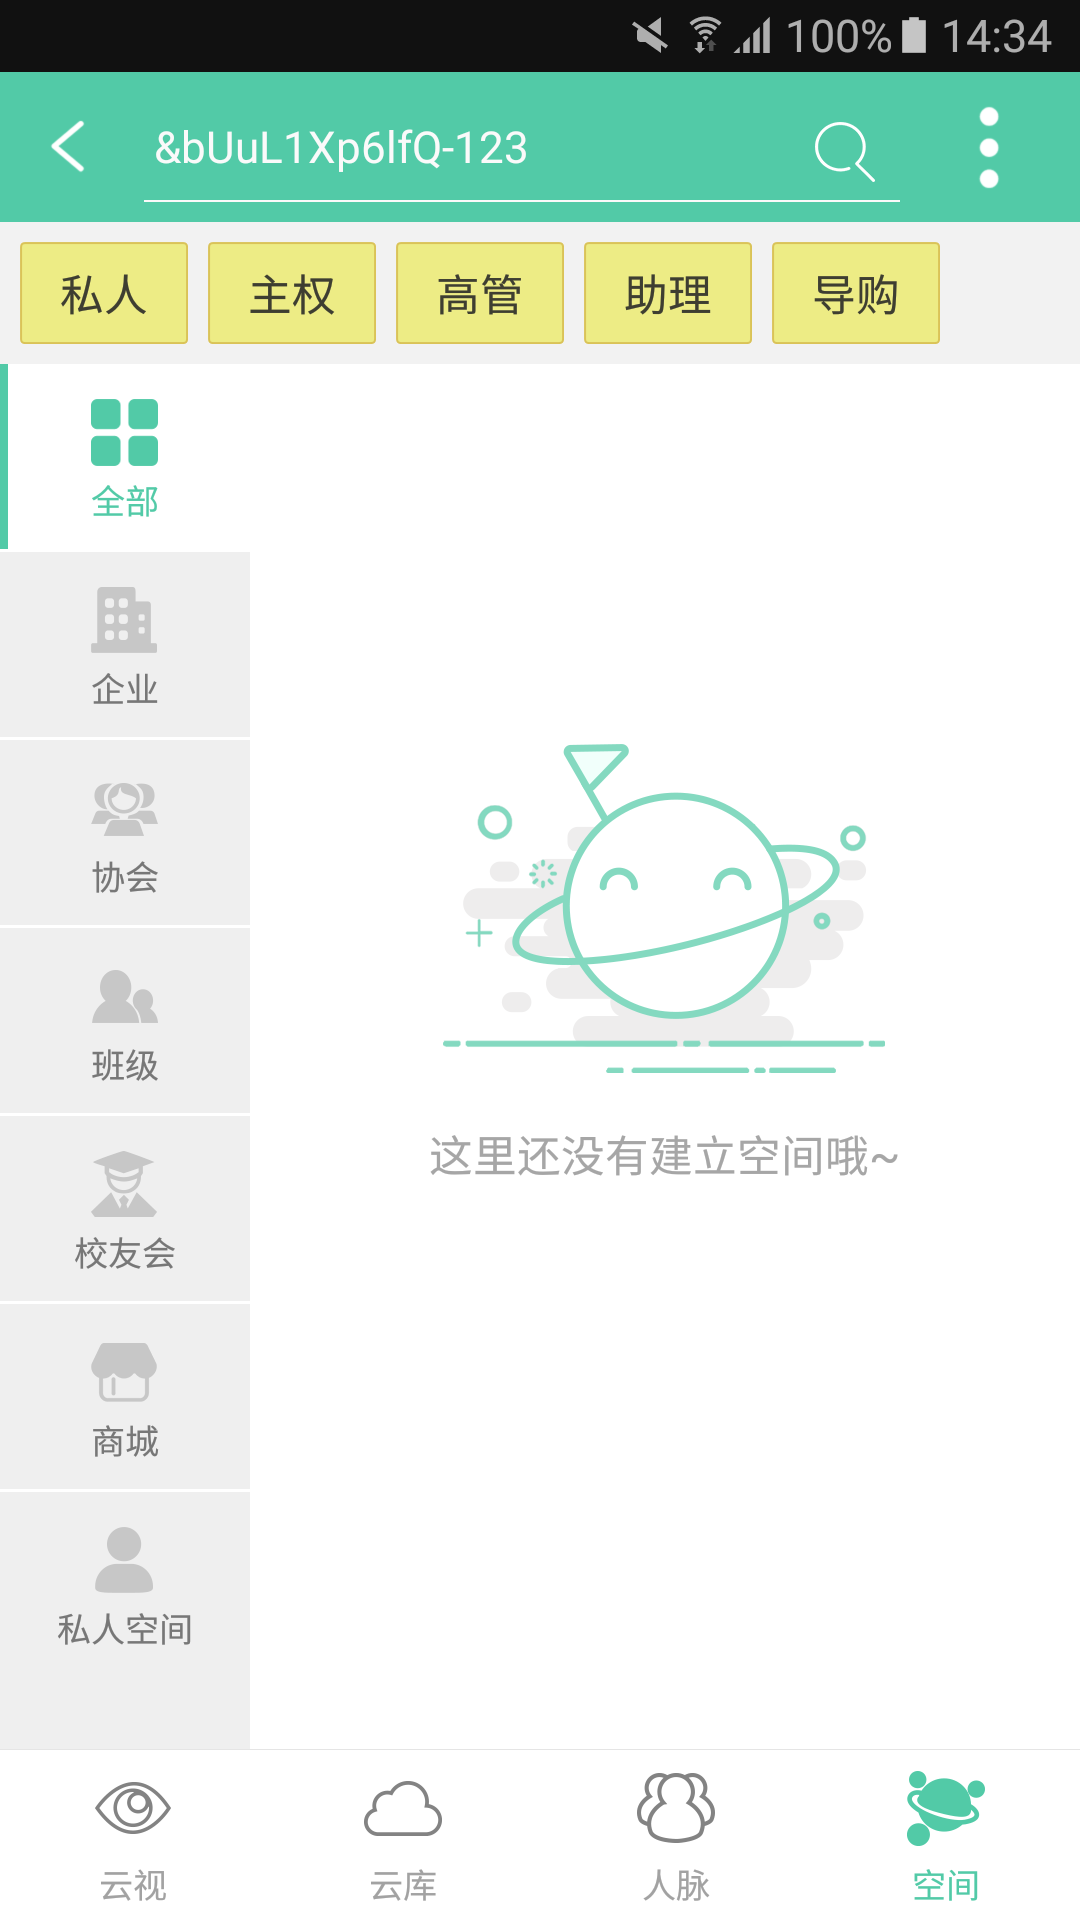 100% 14:34
&bUuL1Xp6lfQ-123
私人 主权 高管 助理 导购
全部
企业
协会
班级
校友会
商城
私人空间
这里还没有建立空间哦~
云视 云库 人脉 空间